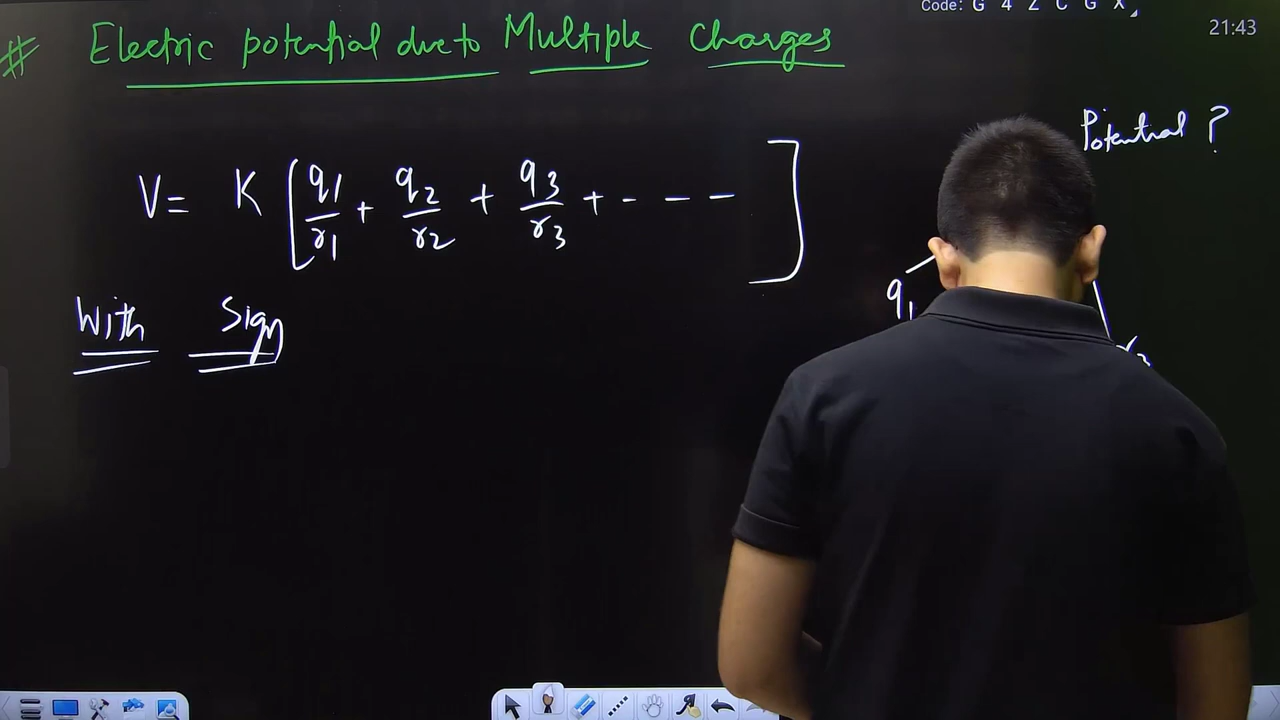 Code: G 4 Z C G X
21:43
# Electric potential due to Multiple Charges
Potential ?
V= K [ q1/r1 + q2/r2 + q3/r3 + - - - ]
q1
With Sign